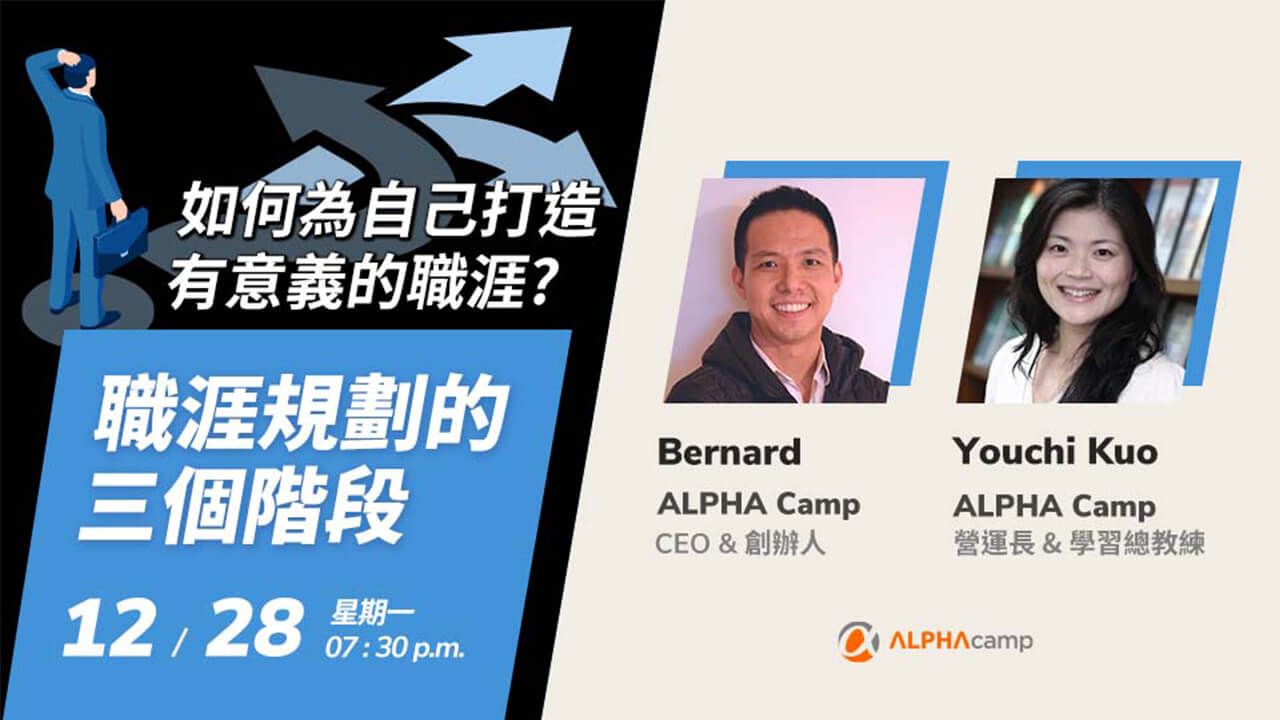 如何為自己打造
有意義的職涯?
職涯規劃的
三個階段
12 / 28 星期一
07 : 30 p.m.
Bernard
ALPHA Camp
CEO & 創辦人
Youchi Kuo
ALPHA Camp
營運長 & 學習總教練
ALPHAcamp